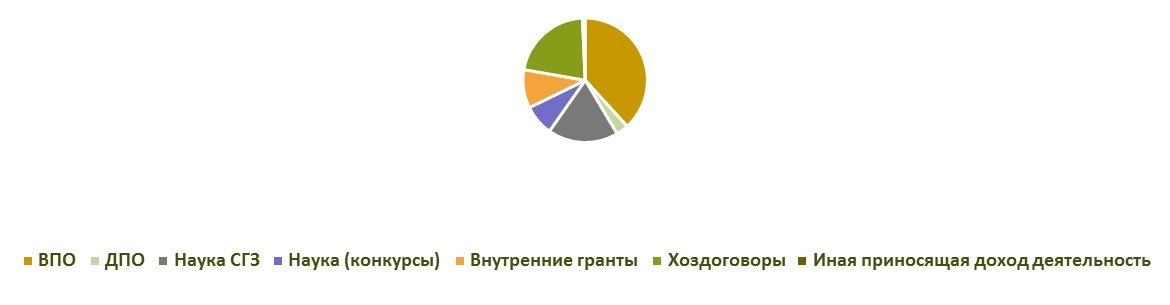 ВПО ДПО Наука СГЗ Наука (конкурсы) Внутренние гранты Хоздоговоры Иная приносящая доход деятельность